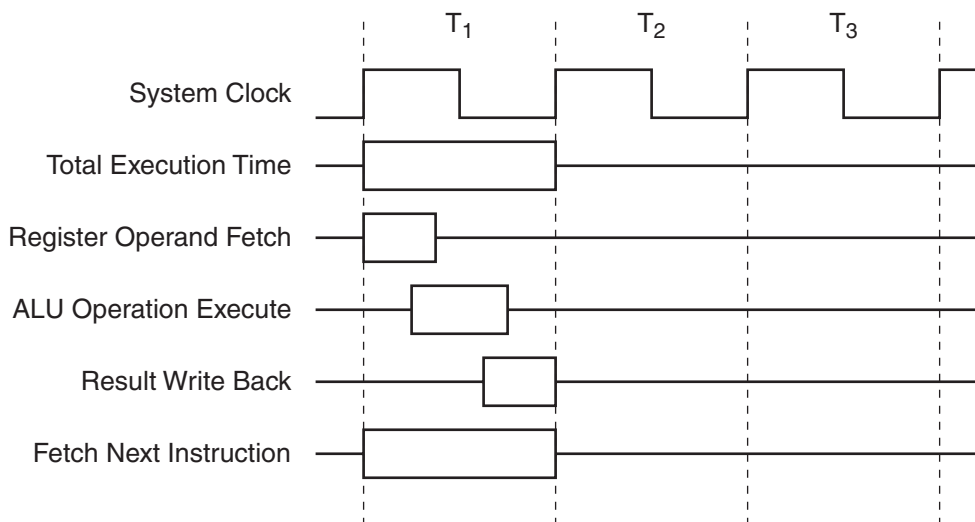 T1 T2 T3
System Clock
Total Execution Time
Register Operand Fetch
ALU Operation Execute
Result Write Back
Fetch Next Instruction